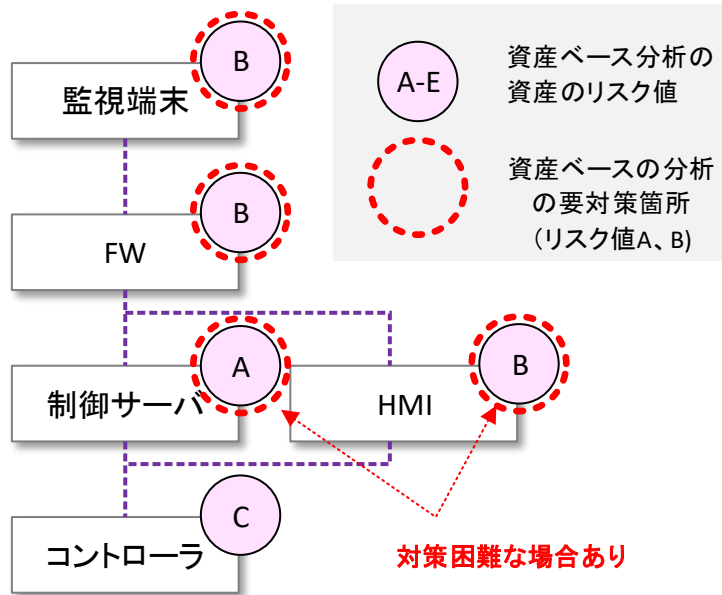 B
監視端末
A-E
資産ベース分析の
資産のリスク値
B
FW
資産ベースの分析
の要対策箇所
（リスク値A、B)
A
制御サーバ
B
HMI
C
コントローラ
対策困難な場合あり